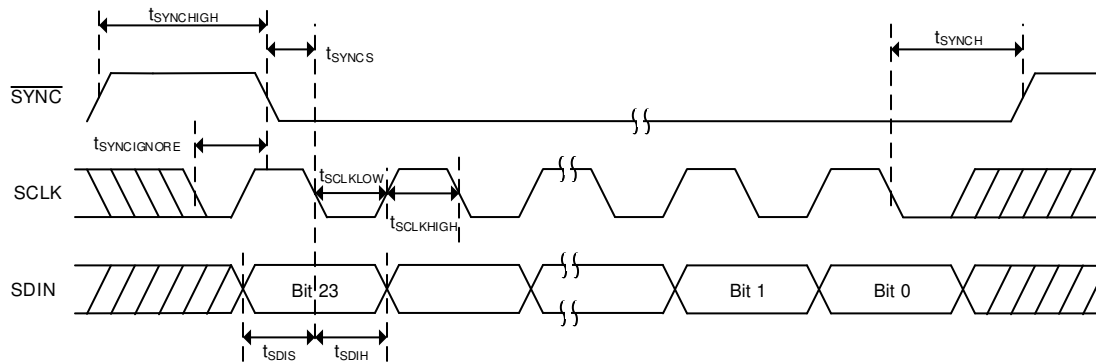 tSYNCHIGH
tSYNCS
tSYNCH
SYNC
tSYNCIGNORE
SCLK
tSCLKLOW
tSCLKHIGH
SDIN
Bit 23
Bit 1
Bit 0
tSDIS
tSDIH